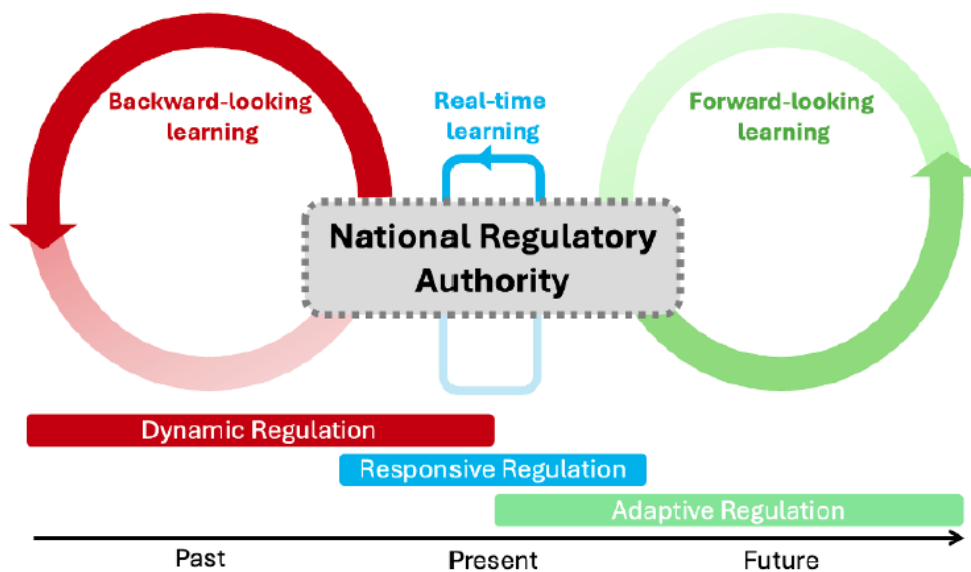 Backward-looking
learning
Real-time
learning
Forward-looking
learning
National Regulatory
Authority
Dynamic Regulation
Responsive Regulation
Adaptive Regulation
Past
Present
Future